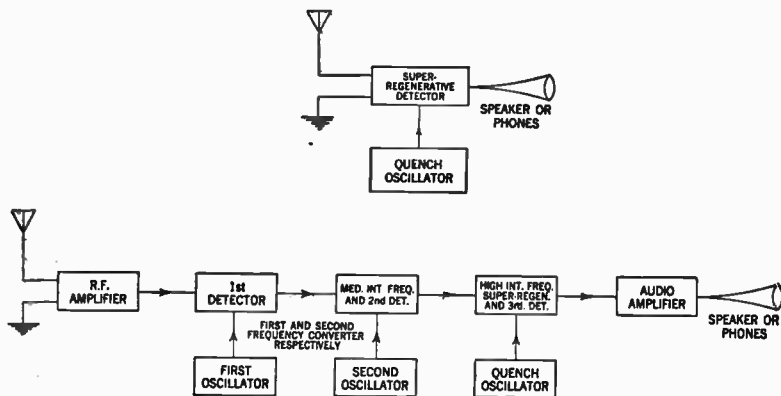 SUPER-
REGENERATIVE
DETECTOR
SPEAKER OR
PHONES
QUENCH
OSCILLATOR
R.F.
AMPLIFIER
1st
DETECTOR
MED. INT FREQ.
AND 2nd DET.
HIGH INT. FREQ.
SUPER-REGEN.
AND 3rd. DET.
AUDIO
AMPLIFIER
SPEAKER OR
PHONES
FIRST AND SECOND
FREQUENCY CONVERTER
RESPECTIVELY
FIRST
OSCILLATOR
SECOND
OSCILLATOR
QUENCH
OSCILLATOR